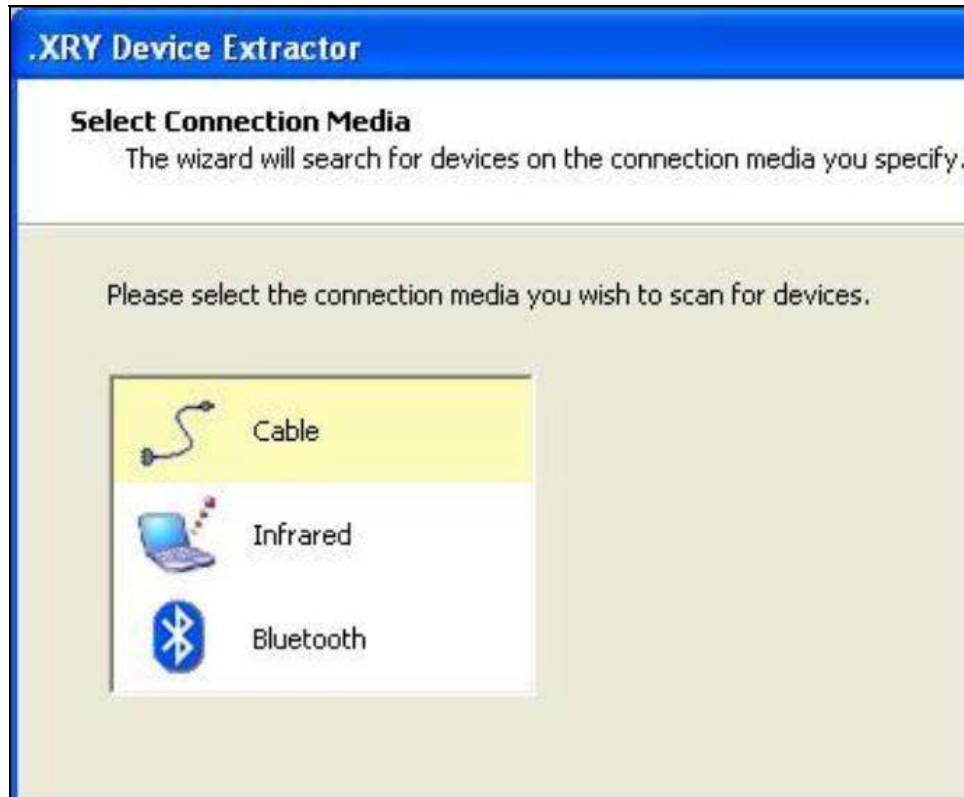 .XRY Device Extractor
Select Connection Media
The wizard will search for devices on the connection media you specify.
Please select the connection media you wish to scan for devices.
Cable
Infrared
Bluetooth